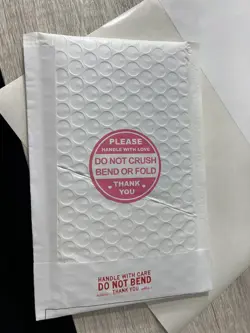 PLEASE
HANDLE WITH LOVE
DO NOT CRUSH
BEND OR FOLD
THANK
YOU
HANDLE WITH CARE
DO NOT BEND
THANK YOU